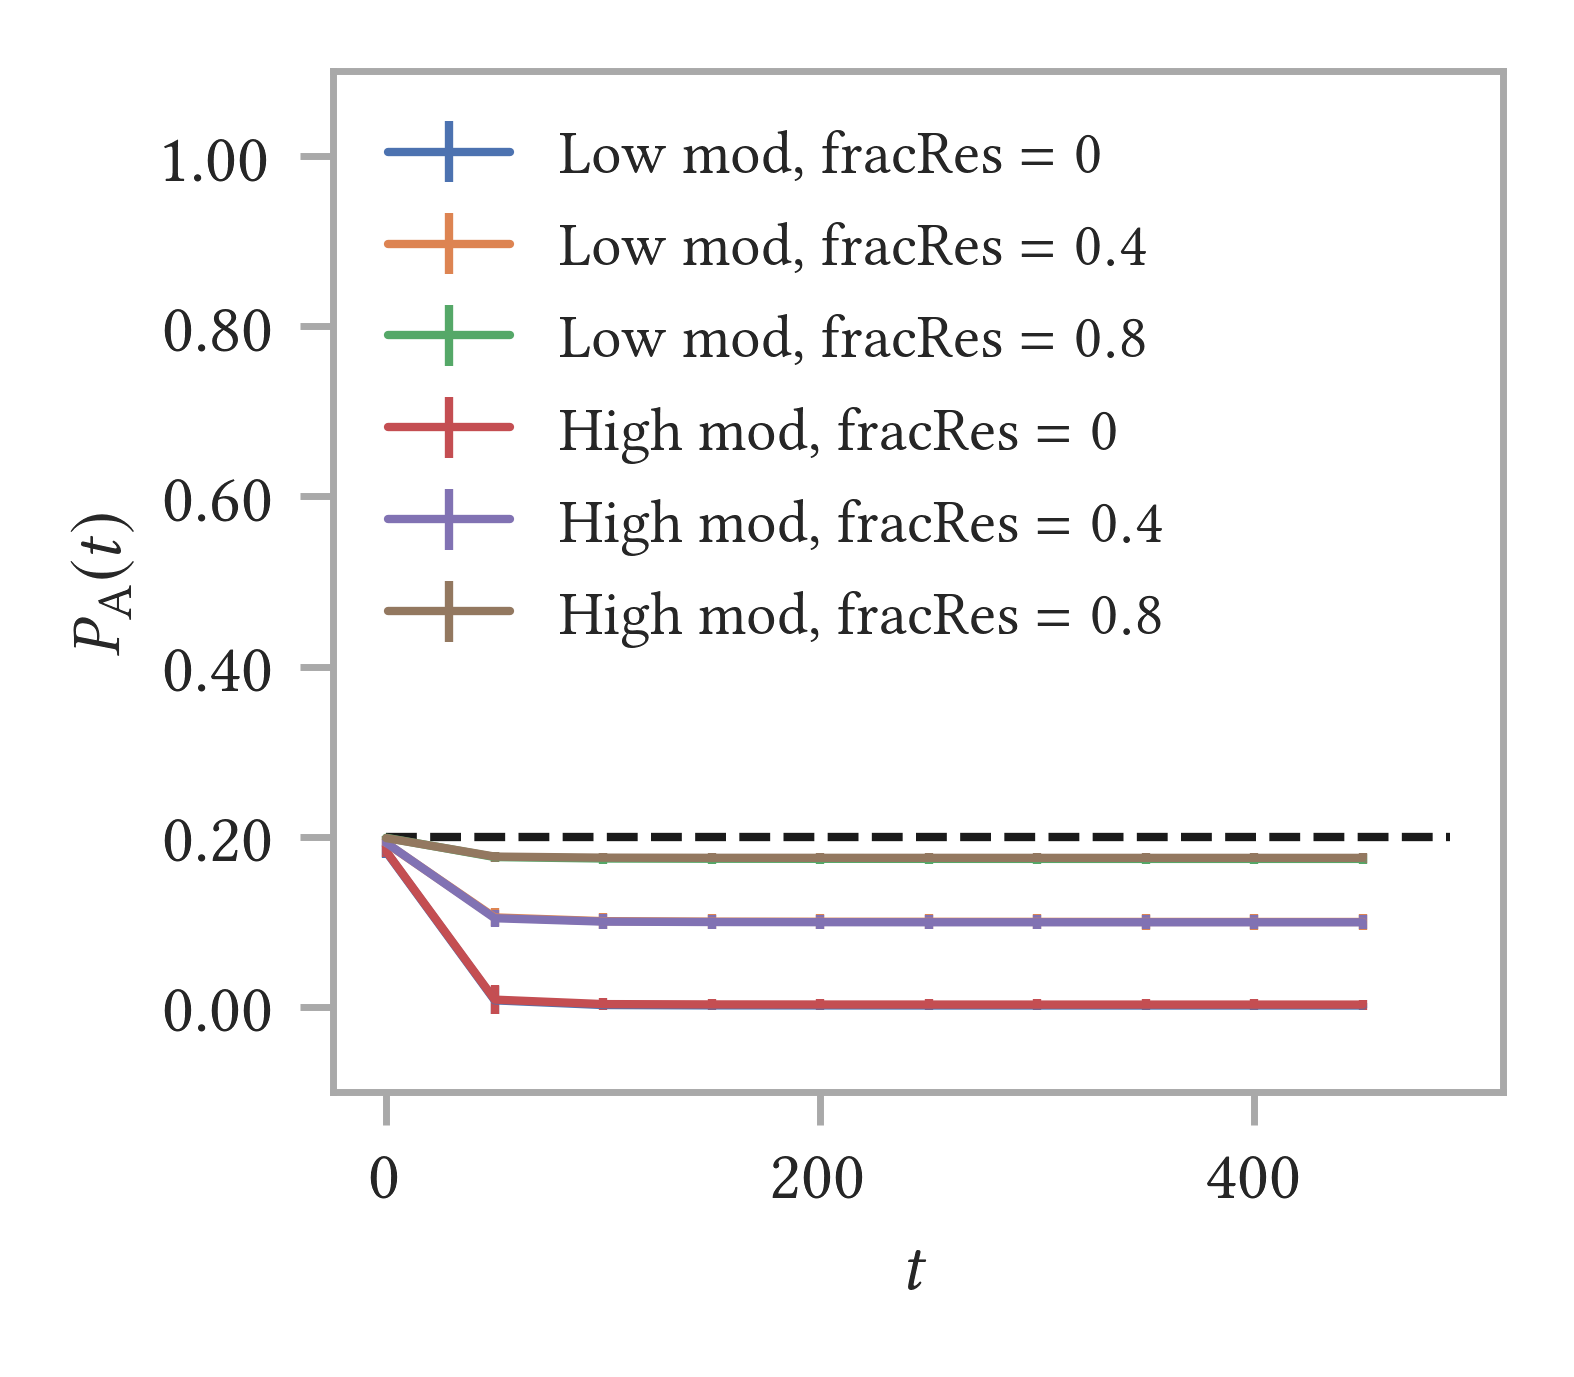 1.00
0.80
0.60
0.40
0.20
0.00
P_A(t)
Low mod, fracRes = 0
Low mod, fracRes = 0.4
Low mod, fracRes = 0.8
High mod, fracRes = 0
High mod, fracRes = 0.4
High mod, fracRes = 0.8
0 200 400
t